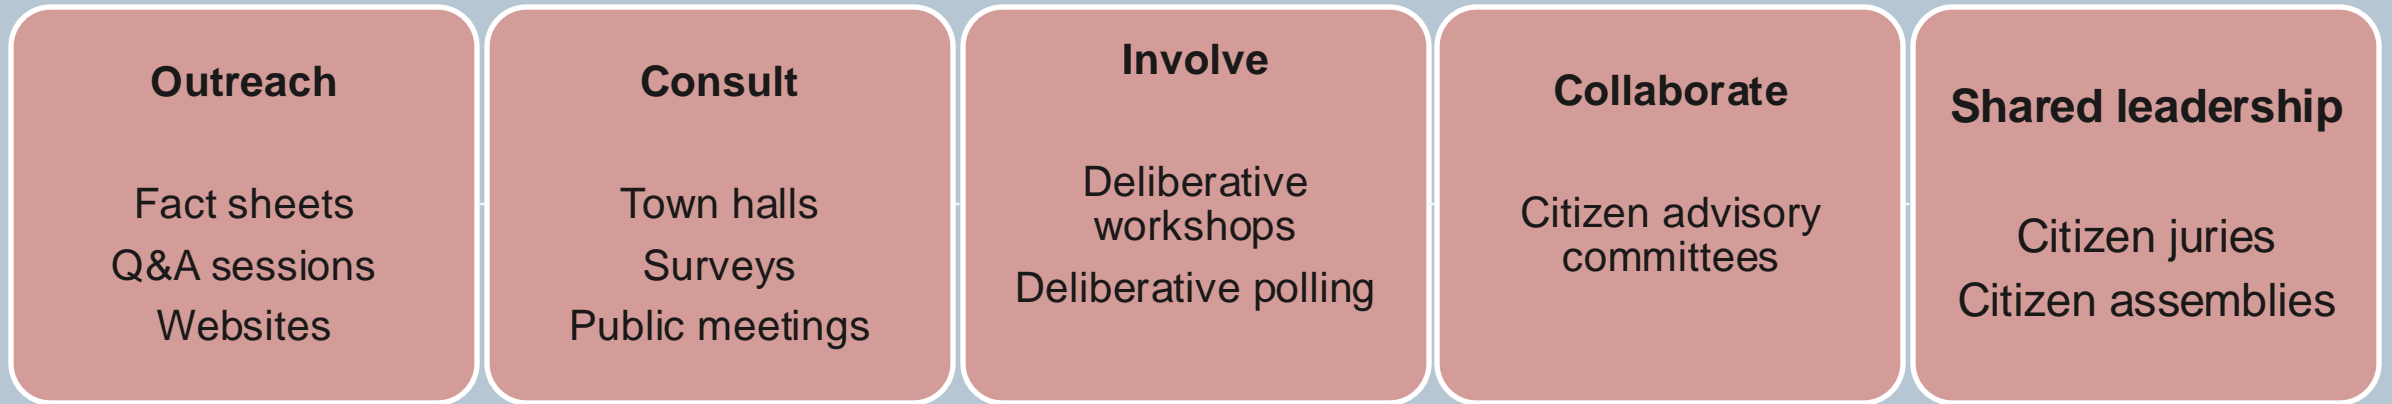 Outreach
Fact sheets
Q&A sessions
Websites
Consult
Town halls
Surveys
Public meetings
Involve
Deliberative
workshops
Deliberative polling
Collaborate
Citizen advisory
committees
Shared leadership
Citizen juries
Citizen assemblies